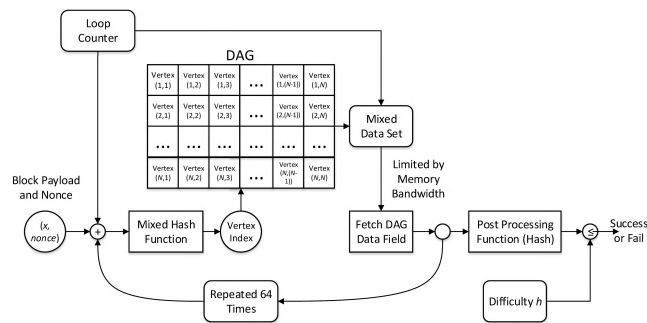 Loop
Counter
DAG
Vertex
(1,1)
Vertex
(1,2)
Vertex
(1,3)
...
Vertex
(1,(N-1))
Vertex
(1,N)
Vertex
(2,1)
Vertex
(2,2)
Vertex
(2,3)
...
Vertex
(2,(N-1))
Vertex
(2,N)
...
...
...
...
...
...
Vertex
(N,1)
Vertex
(N,2)
Vertex
(N,3)
...
Vertex
(N,(N-
1))
Vertex
(N,N)
Mixed
Data Set
Limited by
Memory
Bandwidth
Block Payload
and Nonce
(x,
nonce)
+
Mixed Hash
Function
Vertex
Index
Fetch DAG
Data Field
Post Processing
Function (Hash)
≤
Success
or Fail
Repeated 64
Times
Difficulty h